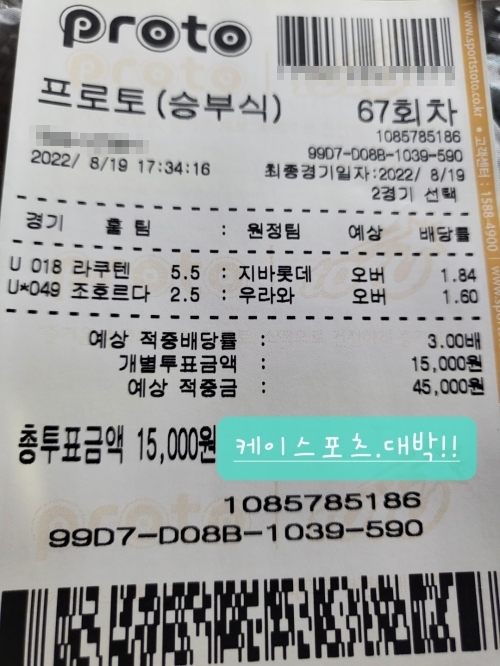 proto
프로토(승부식) 67회차
1085785186
99D7-D08B-1039-590
2022/ 8/19 17:34:16 최종경기일자:2022/ 8/19
2경기 선택
경기 홈팀 : 원정팀 예상 배당률
U 018 라쿠텐 5.5 : 지바롯데 오버 1.84
U*049 조호르다 2.5 : 우라와 오버 1.60
예상 적중배당률 : 3.00배
개별투표금액 : 15,000원
예상 적중금 : 45,000원
총투표금액 15,000원 케이스포츠.대박!!
1085785186
99D7-D08B-1039-590
www.sportstoto.co.kr • 고객센터 : 1588-4900